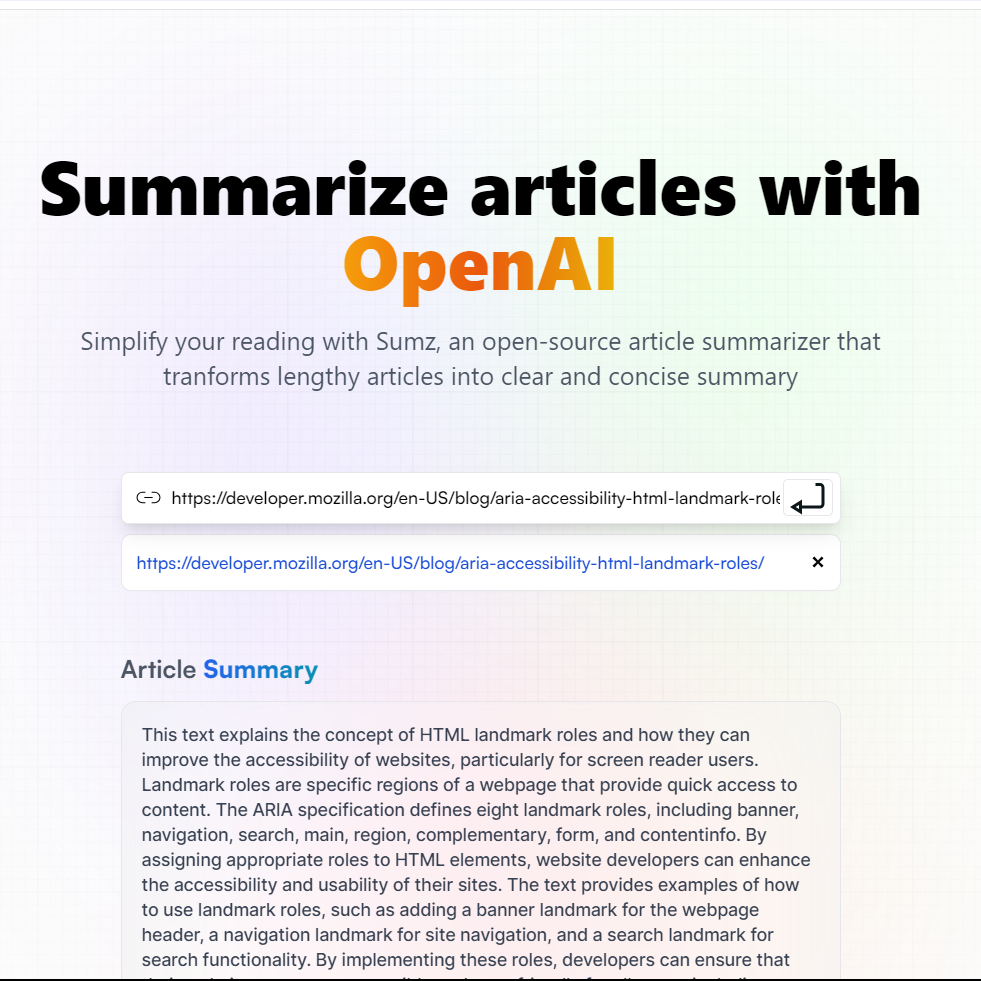 Summarize articles with
OpenAI
Simplify your reading with Sumz, an open-source article summarizer that
tranforms lengthy articles into clear and concise summary
https://developer.mozilla.org/en-US/blog/aria-accessibility-html-landmark-role
https://developer.mozilla.org/en-US/blog/aria-accessibility-html-landmark-roles/ ×
Article Summary
This text explains the concept of HTML landmark roles and how they can
improve the accessibility of websites, particularly for screen reader users.
Landmark roles are specific regions of a webpage that provide quick access to
content. The ARIA specification defines eight landmark roles, including banner,
navigation, search, main, region, complementary, form, and contentinfo. By
assigning appropriate roles to HTML elements, website developers can enhance
the accessibility and usability of their sites. The text provides examples of how
to use landmark roles, such as adding a banner landmark for the webpage
header, a navigation landmark for site navigation, and a search landmark for
search functionality. By implementing these roles, developers can ensure that